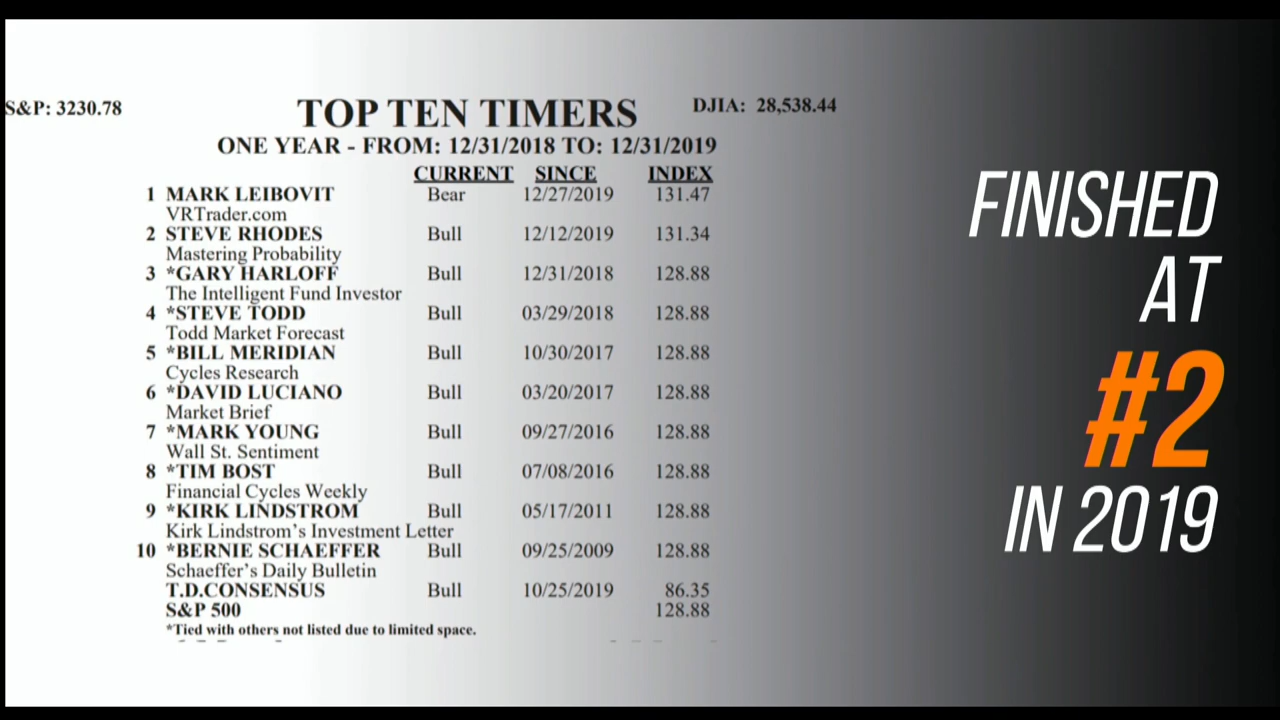 S&P: 3230.78
TOP TEN TIMERS
DJIA: 28,538.44
ONE YEAR - FROM: 12/31/2018 TO: 12/31/2019
CURRENT SINCE INDEX
1 MARK LEIBOVIT Bear 12/27/2019 131.47
VRTrader.com
2 STEVE RHODES Bull 12/12/2019 131.34
Mastering Probability
3 *GARY HARLOFF Bull 12/31/2018 128.88
The Intelligent Fund Investor
4 *STEVE TODD Bull 03/29/2018 128.88
Todd Market Forecast
5 *BILL MERIDIAN Bull 10/30/2017 128.88
Cycles Research
6 *DAVID LUCIANO Bull 03/20/2017 128.88
Market Brief
7 *MARK YOUNG Bull 09/27/2016 128.88
Wall St. Sentiment
8 *TIM BOST Bull 07/08/2016 128.88
Financial Cycles Weekly
9 *KIRK LINDSTROM Bull 05/17/2011 128.88
Kirk Lindstrom's Investment Letter
10 *BERNIE SCHAEFFER Bull 09/25/2009 128.88
Schaeffer's Daily Bulletin
T.D.CONSENSUS Bull 10/25/2019 86.35
S&P 500 128.88
*Tied with others not listed due to limited space.
FINISHED
AT
#2
IN 2019